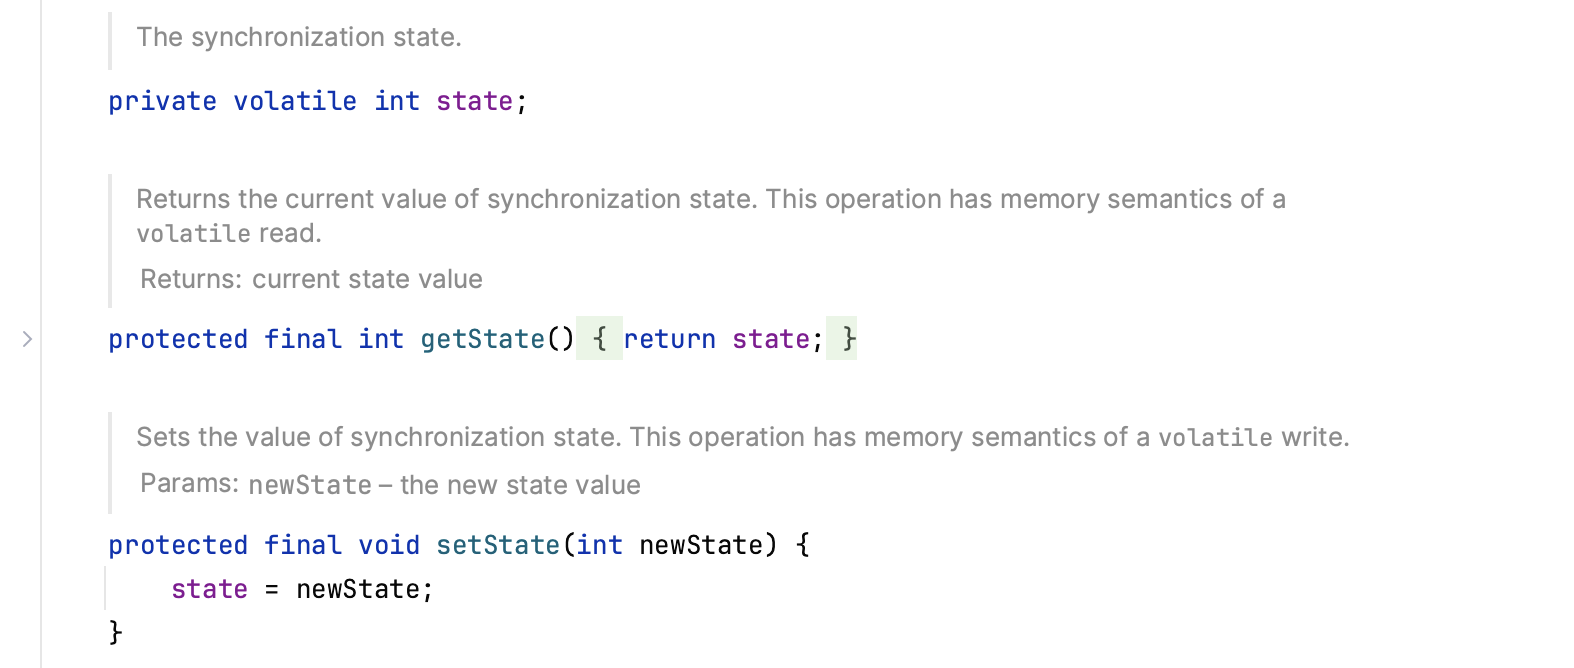 The synchronization state.
private volatile int state;
Returns the current value of synchronization state. This operation has memory semantics of a
volatile read.
Returns: current state value
protected final int getState() { return state; }
Sets the value of synchronization state. This operation has memory semantics of a volatile write.
Params: newState – the new state value
protected final void setState(int newState) {
    state = newState;
}